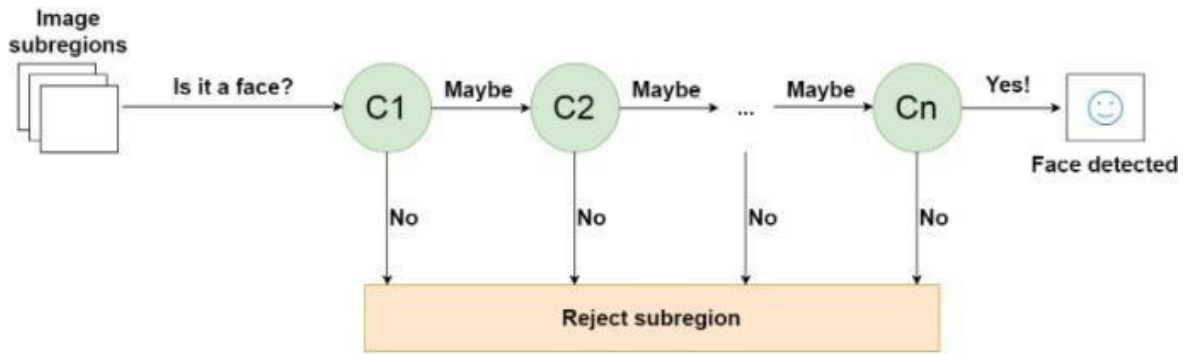 Image
subregions
Is it a face?
C1
Maybe
C2
Maybe
...
Maybe
Cn
Yes!
Face detected
No
No
No
No
Reject subregion